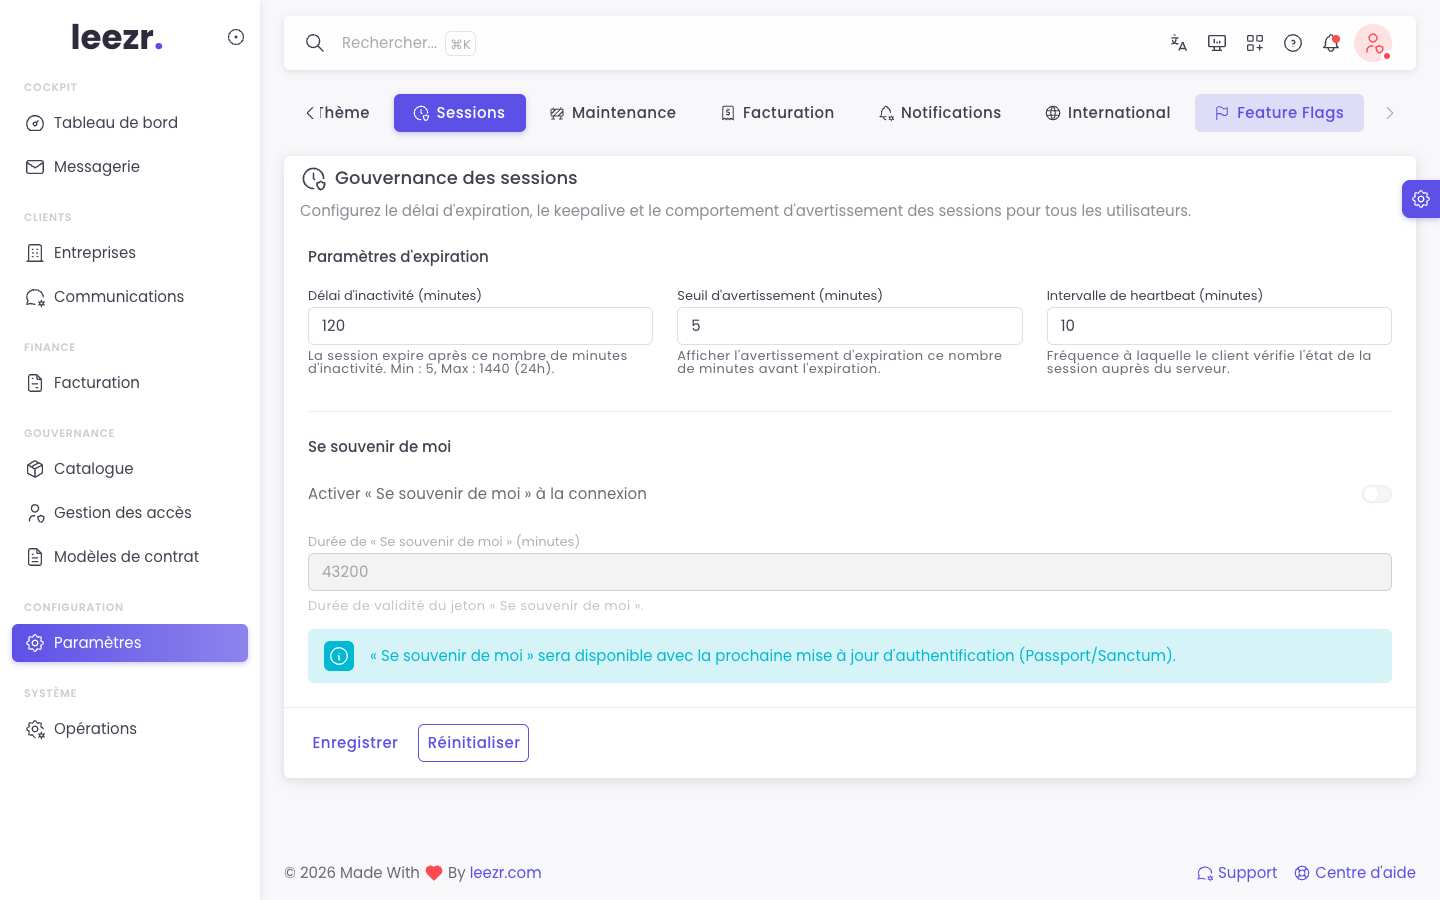 leezr.
COCKPIT
Tableau de bord
Messagerie
CLIENTS
Entreprises
Communications
FINANCE
Facturation
GOUVERNANCE
Catalogue
Gestion des accès
Modèles de contrat
CONFIGURATION
Paramètres
SYSTÈME
Opérations
Rechercher... ⌘K
Thème
Sessions
Maintenance
Facturation
Notifications
International
Feature Flags
Gouvernance des sessions
Configurez le délai d'expiration, le keepalive et le comportement d'avertissement des sessions pour tous les utilisateurs.
Paramètres d'expiration
Délai d'inactivité (minutes)
120
La session expire après ce nombre de minutes
d'inactivité. Min : 5, Max : 1440 (24h).
Seuil d'avertissement (minutes)
5
Afficher l'avertissement d'expiration ce nombre
de minutes avant l'expiration.
Intervalle de heartbeat (minutes)
10
Fréquence à laquelle le client vérifie l'état de la
session auprès du serveur.
Se souvenir de moi
Activer « Se souvenir de moi » à la connexion
Durée de « Se souvenir de moi » (minutes)
43200
Durée de validité du jeton « Se souvenir de moi ».
« Se souvenir de moi » sera disponible avec la prochaine mise à jour d'authentification (Passport/Sanctum).
Enregistrer
Réinitialiser
© 2026 Made With By leezr.com
Support
Centre d'aide